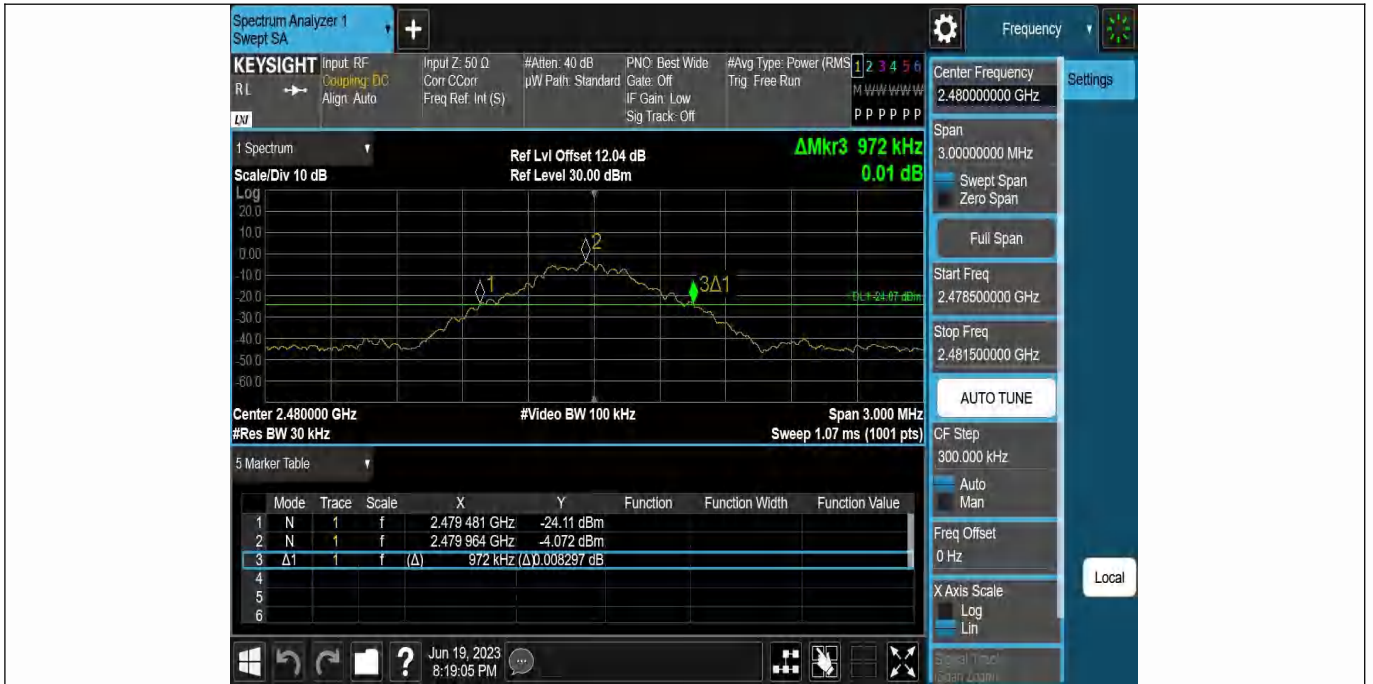 Spectrum Analyzer 1
Swept SA
+
Frequency
KEYSIGHT
R L
LXI
Input: RF
Coupling: DC
Align: Auto
Input Z: 50 Ω
Corr CCorr
Freq Ref: Int (S)
#Atten: 40 dB
µW Path: Standard
PNO: Best Wide
Gate: Off
IF Gain: Low
Sig Track: Off
#Avg Type: Power (RMS
Trig: Free Run
1 2 3 4 5 6
M W W W W W
P P P P P P
1 Spectrum
Scale/Div 10 dB
Ref Lvl Offset 12.04 dB
Ref Level 30.00 dBm
ΔMkr3 972 kHz
0.01 dB
Log
20.0
10.0
0.00
-10.0
-20.0
-30.0
-40.0
-50.0
-60.0
1
2
3Δ1
DL1 -24.07 dBm
Center 2.480000 GHz
#Res BW 30 kHz
#Video BW 100 kHz
Span 3.000 MHz
Sweep 1.07 ms (1001 pts)
5 Marker Table
Mode Trace Scale X Y Function Function Width Function Value
1 N 1 f 2.479 481 GHz -24.11 dBm
2 N 1 f 2.479 964 GHz -4.072 dBm
3 Δ1 1 f (Δ) 972 kHz (Δ)0.008297 dB
4
5
6
?
Jun 19, 2023
8:19:05 PM
Center Frequency
2.480000000 GHz
Settings
Span
3.00000000 MHz
Swept Span
Zero Span
Full Span
Start Freq
2.478500000 GHz
Stop Freq
2.481500000 GHz
AUTO TUNE
CF Step
300.000 kHz
Auto
Man
Freq Offset
0 Hz
X Axis Scale
Log
Lin
Signal Track
(Span Zoom)
Local